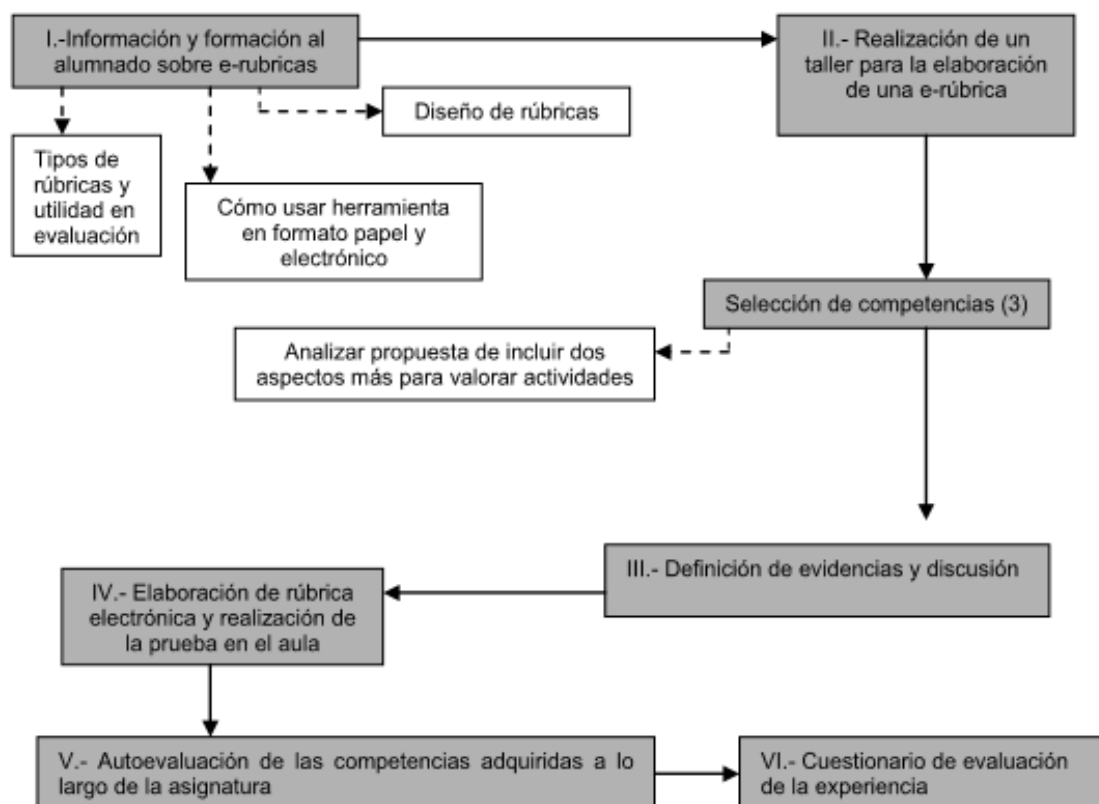 I.-Información y formación al
alumnado sobre e-rubricas
II.- Realización de un
taller para la elaboración
de una e-rúbrica
Diseño de rúbricas
Tipos de
rúbricas y
utilidad en
evaluación
Cómo usar herramienta
en formato papel y
electrónico
Selección de competencias (3)
Analizar propuesta de incluir dos
aspectos más para valorar actividades
III.- Definición de evidencias y discusión
IV.- Elaboración de rúbrica
electrónica y realización de
la prueba en el aula
V.- Autoevaluación de las competencias adquiridas a lo
largo de la asignatura
VI.- Cuestionario de evaluación
de la experiencia